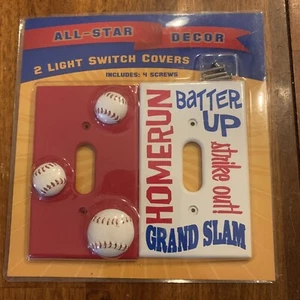 ALL-STAR DECOR
2 LIGHT SWITCH COVERS
INCLUDES: 4 SCREWS
HOMERUN
BATTER
UP
strike out!
GRAND SLAM